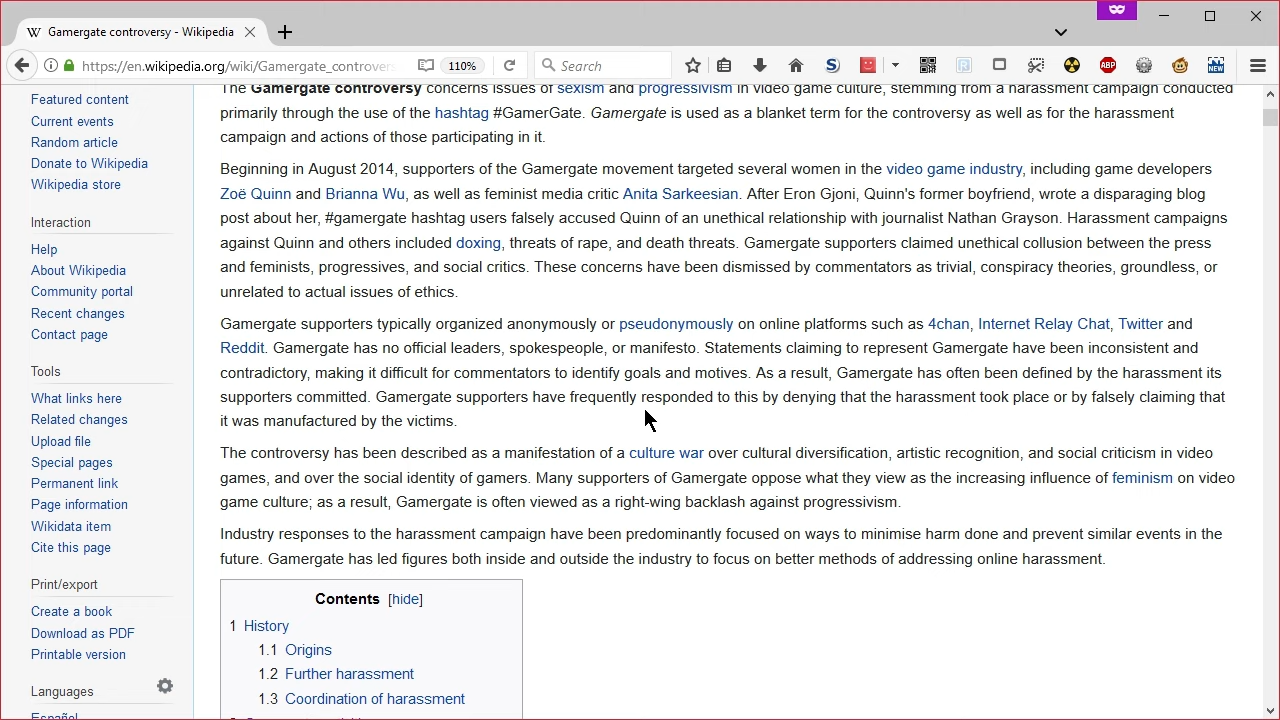 Gamergate controversy - Wikipedia
https://en.wikipedia.org/wiki/Gamergate_controvers
110%
Search
ABP
NEW
Featured content
Current events
Random article
Donate to Wikipedia
Wikipedia store
Interaction
Help
About Wikipedia
Community portal
Recent changes
Contact page
Tools
What links here
Related changes
Upload file
Special pages
Permanent link
Page information
Wikidata item
Cite this page
Print/export
Create a book
Download as PDF
Printable version
Languages
Español
The Gamergate controversy concerns issues of sexism and progressivism in video game culture, stemming from a harassment campaign conducted
primarily through the use of the hashtag #GamerGate. Gamergate is used as a blanket term for the controversy as well as for the harassment
campaign and actions of those participating in it.
Beginning in August 2014, supporters of the Gamergate movement targeted several women in the video game industry, including game developers
Zoë Quinn and Brianna Wu, as well as feminist media critic Anita Sarkeesian. After Eron Gjoni, Quinn's former boyfriend, wrote a disparaging blog
post about her, #gamergate hashtag users falsely accused Quinn of an unethical relationship with journalist Nathan Grayson. Harassment campaigns
against Quinn and others included doxing, threats of rape, and death threats. Gamergate supporters claimed unethical collusion between the press
and feminists, progressives, and social critics. These concerns have been dismissed by commentators as trivial, conspiracy theories, groundless, or
unrelated to actual issues of ethics.
Gamergate supporters typically organized anonymously or pseudonymously on online platforms such as 4chan, Internet Relay Chat, Twitter and
Reddit. Gamergate has no official leaders, spokespeople, or manifesto. Statements claiming to represent Gamergate have been inconsistent and
contradictory, making it difficult for commentators to identify goals and motives. As a result, Gamergate has often been defined by the harassment its
supporters committed. Gamergate supporters have frequently responded to this by denying that the harassment took place or by falsely claiming that
it was manufactured by the victims.
The controversy has been described as a manifestation of a culture war over cultural diversification, artistic recognition, and social criticism in video
games, and over the social identity of gamers. Many supporters of Gamergate oppose what they view as the increasing influence of feminism on video
game culture; as a result, Gamergate is often viewed as a right-wing backlash against progressivism.
Industry responses to the harassment campaign have been predominantly focused on ways to minimise harm done and prevent similar events in the
future. Gamergate has led figures both inside and outside the industry to focus on better methods of addressing online harassment.
Contents [hide]
1 History
1.1 Origins
1.2 Further harassment
1.3 Coordination of harassment